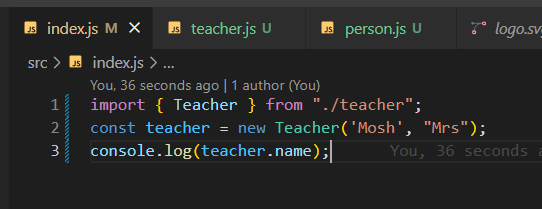 index.js M
teacher.js U
person.js U
logo.sv
src > index.js > ...
You, 36 seconds ago | 1 author (You)
1 import { Teacher } from "./teacher";
2 const teacher = new Teacher('Mosh', "Mrs");
3 console.log(teacher.name); You, 36 seconds a